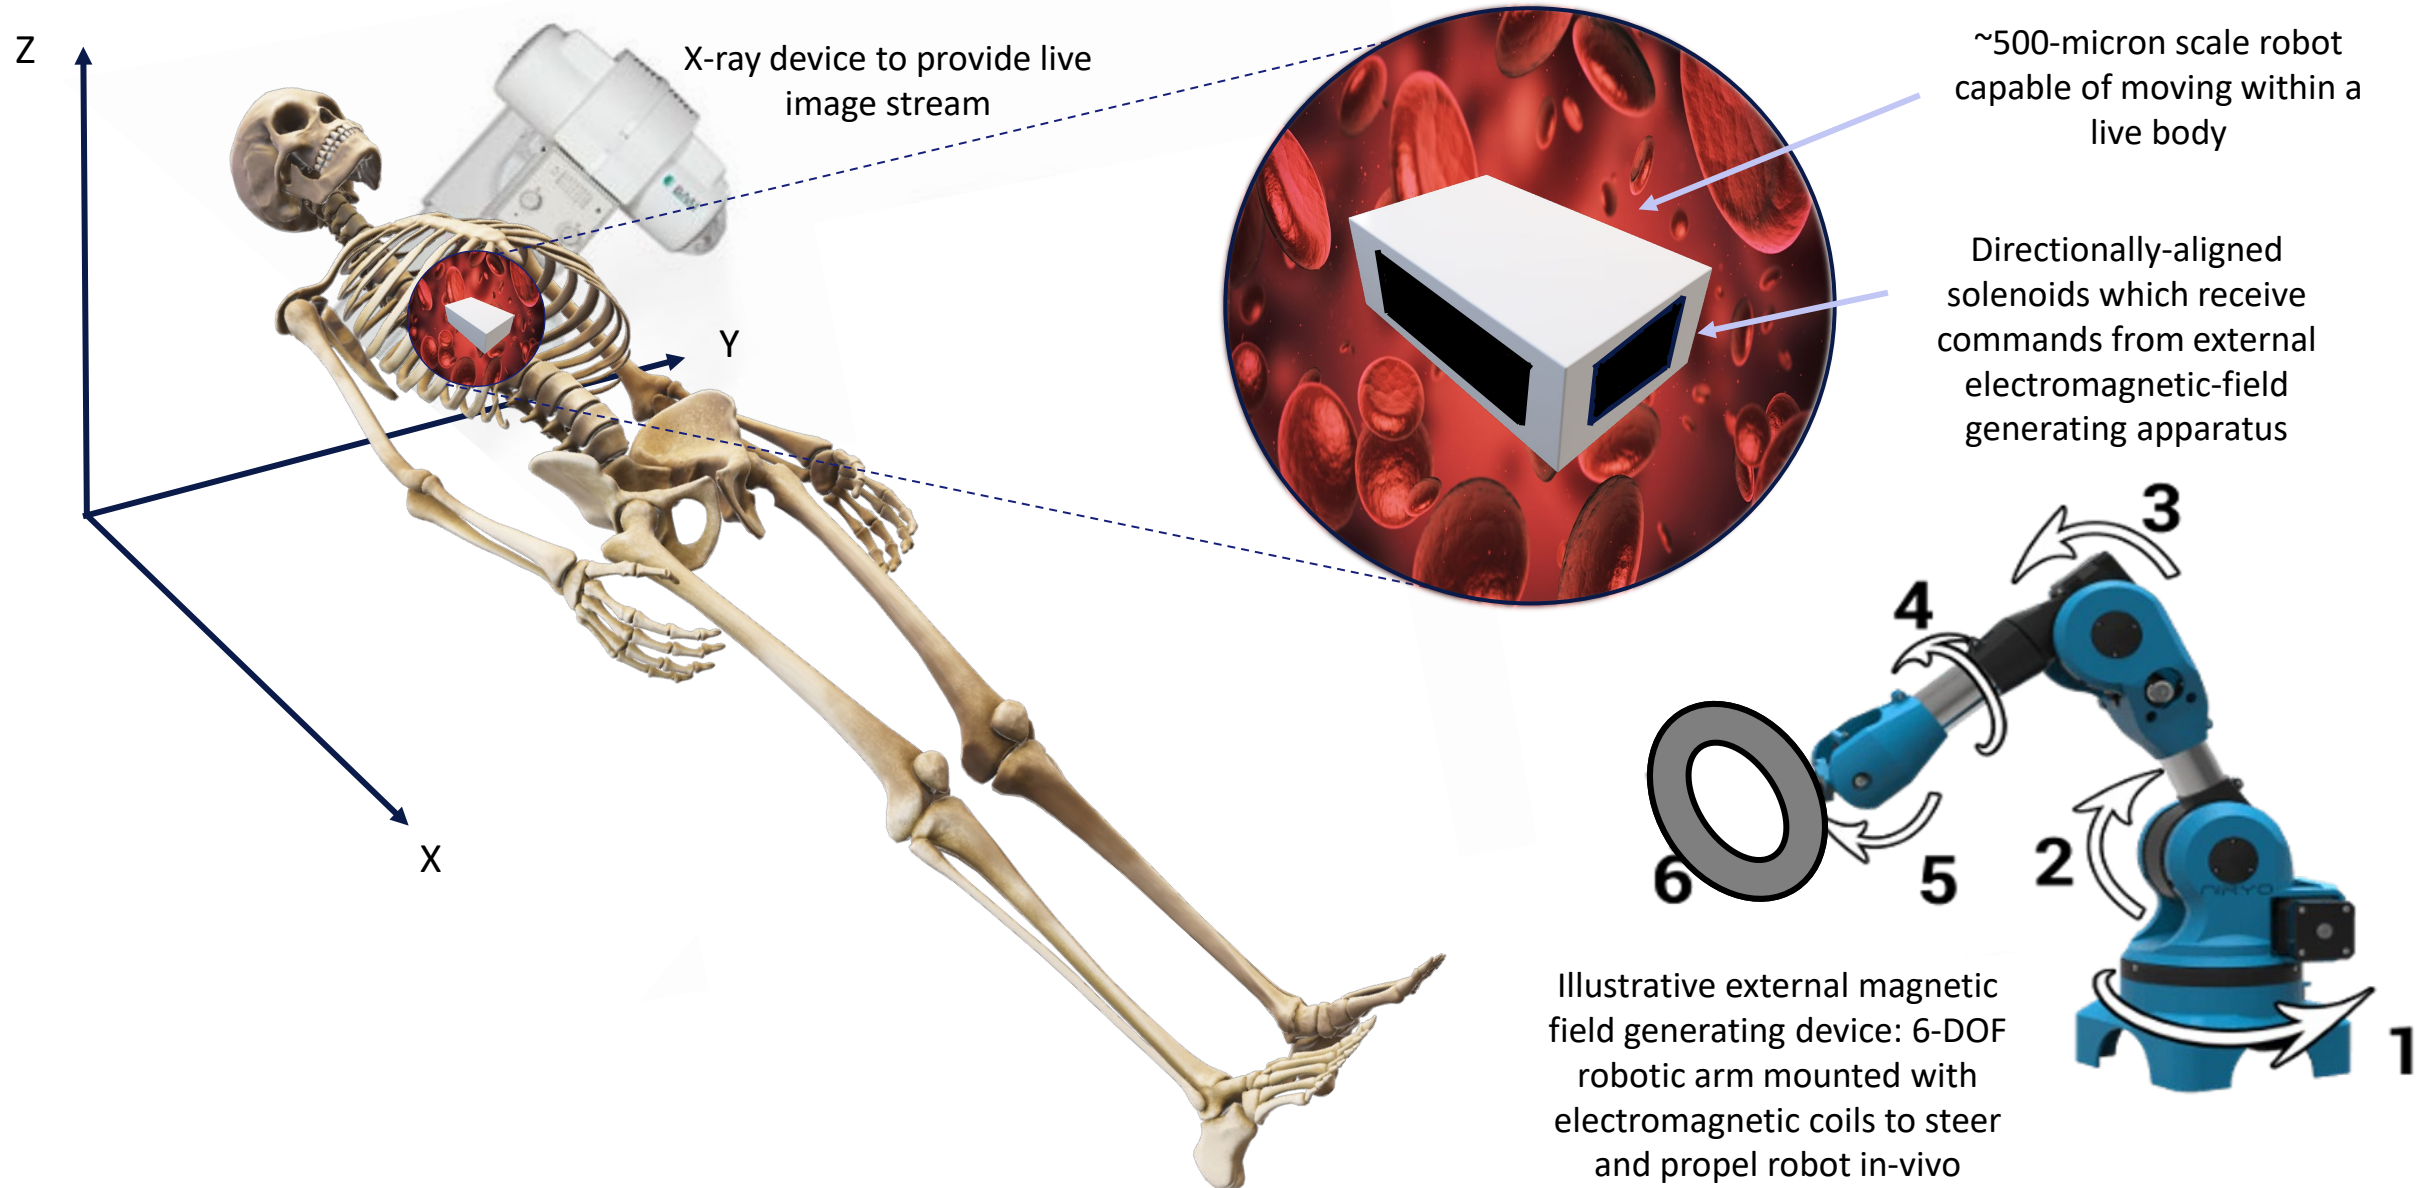 Z
X-ray device to provide live
image stream
~500-micron scale robot
capable of moving within a
live body
Directionally-aligned
solenoids which receive
commands from external
electromagnetic-field
generating apparatus
Y
X
3
4
2
5
6
1
NIRYO
Illustrative external magnetic
field generating device: 6-DOF
robotic arm mounted with
electromagnetic coils to steer
and propel robot in-vivo